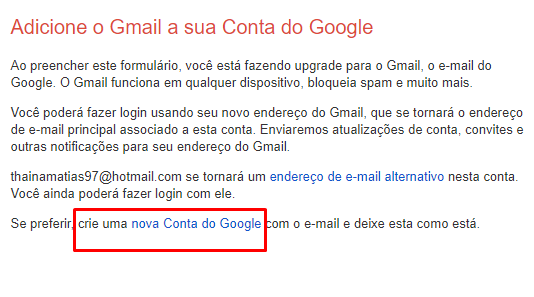 Adicione o Gmail a sua Conta do Google
Ao preencher este formulário, você está fazendo upgrade para o Gmail, o e-mail do
Google. O Gmail funciona em qualquer dispositivo, bloqueia spam e muito mais.
Você poderá fazer login usando seu novo endereço do Gmail, que se tornará o endereço
de e-mail principal associado a esta conta. Enviaremos atualizações de conta, convites e
outras notificações para seu endereço do Gmail.
thainamatias97@hotmail.com se tornará um endereço de e-mail alternativo nesta conta.
Você ainda poderá fazer login com ele.
Se preferir, crie uma nova Conta do Google com o e-mail e deixe esta como está.